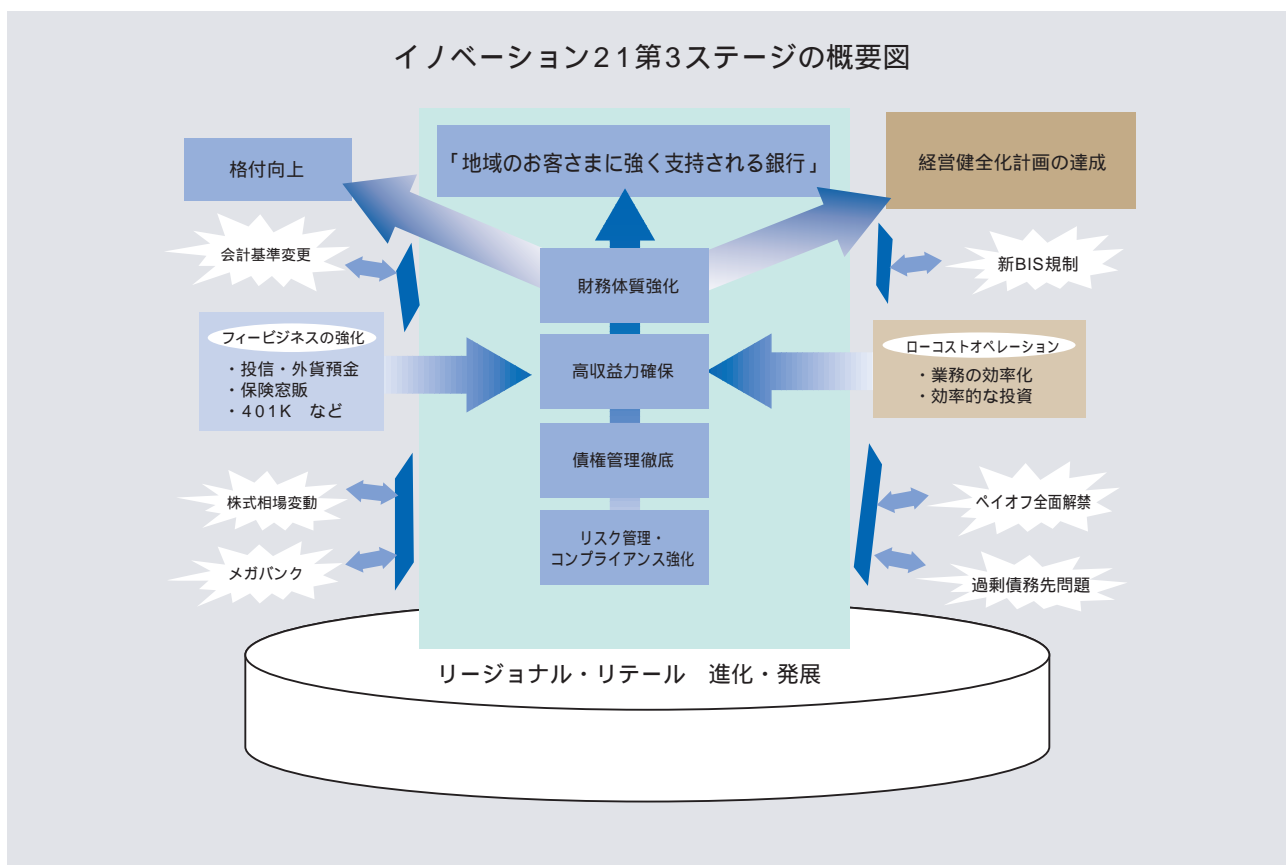 イノベーション21第3ステージの概要図
格付向上
「地域のお客さまに強く支持される銀行」
経営健全化計画の達成
会計基準変更
財務体質強化
新BIS規制
フィービジネスの強化
・投信・外貨預金
・保険窓販
・401K　など
高収益力確保
ローコストオペレーション
・業務の効率化
・効率的な投資
債権管理徹底
株式相場変動
ペイオフ全面解禁
リスク管理・
コンプライアンス強化
メガバンク
過剰債務先問題
リージョナル・リテール　進化・発展